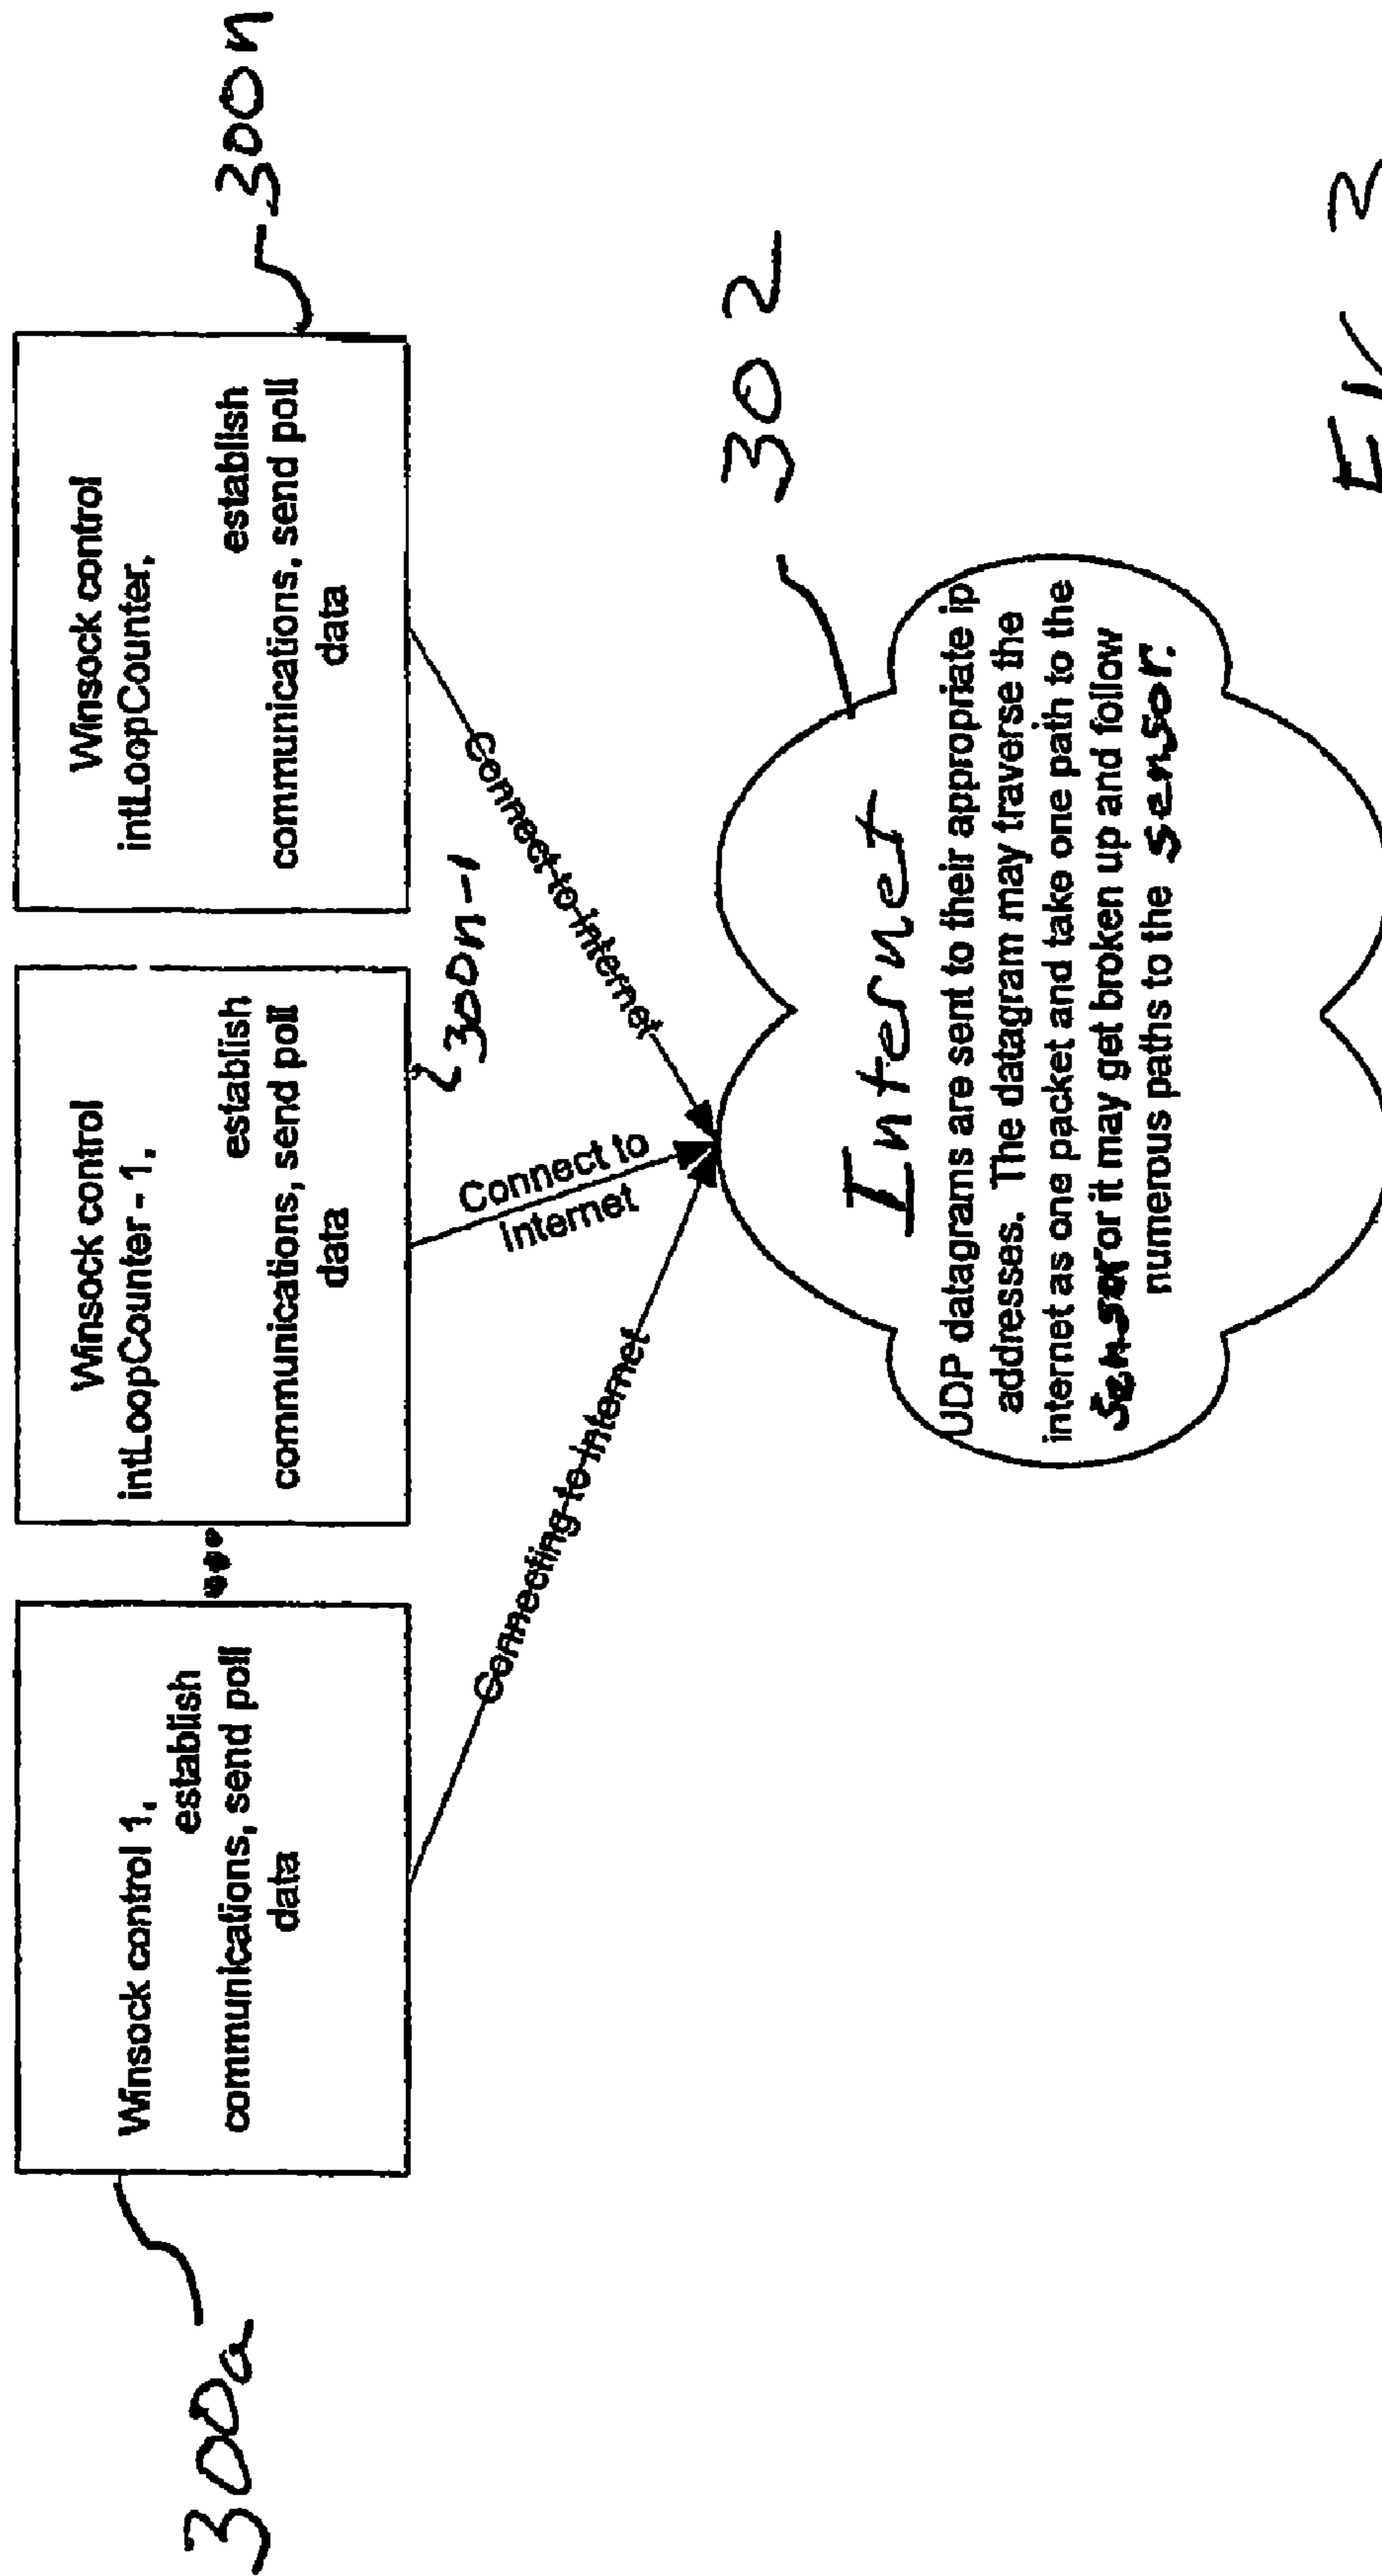 300a
Winsock control 1,
establish
communications, send poll
data
...
Winsock control
intLoopCounter - 1,
establish
communications, send poll
data
300n-1
Winsock control
intLoopCounter,
establish
communications, send poll
data
300n
Connecting to Internet
Connect to
Internet
Connect to internet
302
Internet
UDP datagrams are sent to their appropriate ip
addresses. The datagram may traverse the
internet as one packet and take one path to the
Sensor or it may get broken up and follow
numerous paths to the sensor.